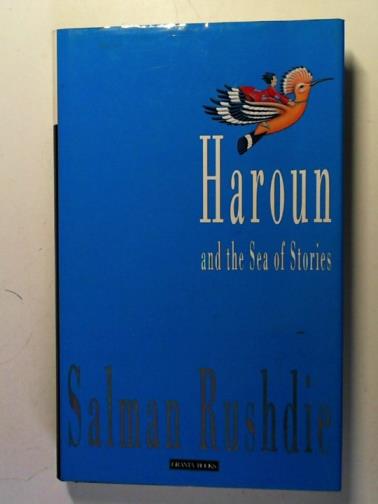 Haroun
and the Sea of Stories
Salman Rushdie
GRANTA BOOKS